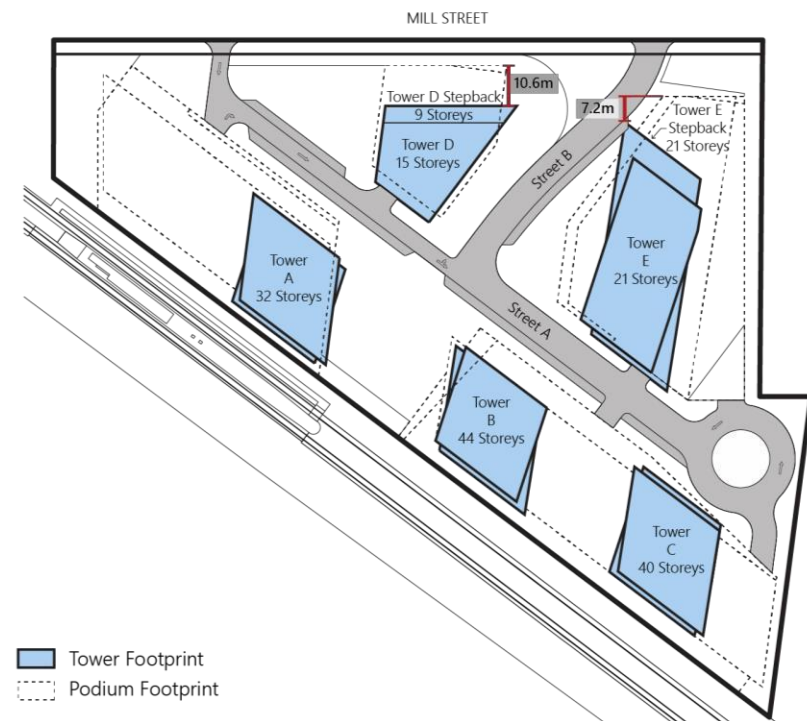 MILL STREET
10.6m
Tower D Stepback
9 Storeys
Tower D
15 Storeys
7.2m
Tower E
Stepback
21 Storeys
Street B
Tower
E
21 Storeys
Tower
A
32 Storeys
Street A
Tower
B
44 Storeys
Tower
C
40 Storeys
Tower Footprint
Podium Footprint